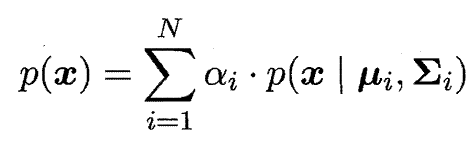 p(𝒙) = ∑_{i=1}^{N} α_i · p(𝒙 | 𝝁_i, 𝚺_i)